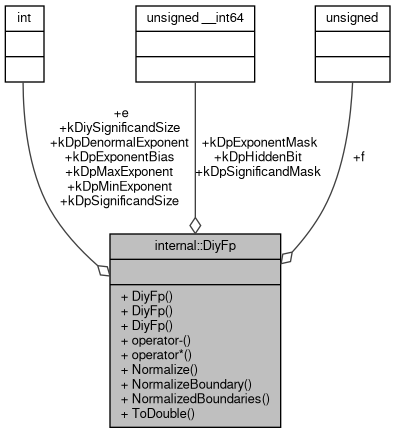 int
unsigned __int64
unsigned
+e
+kDiySignificandSize
+kDpDenormalExponent
+kDpExponentBias
+kDpMaxExponent
+kDpMinExponent
+kDpSignificandSize
+kDpExponentMask
+kDpHiddenBit
+kDpSignificandMask
+f
internal::DiyFp
+ DiyFp()
+ DiyFp()
+ DiyFp()
+ operator-()
+ operator*()
+ Normalize()
+ NormalizeBoundary()
+ NormalizedBoundaries()
+ ToDouble()